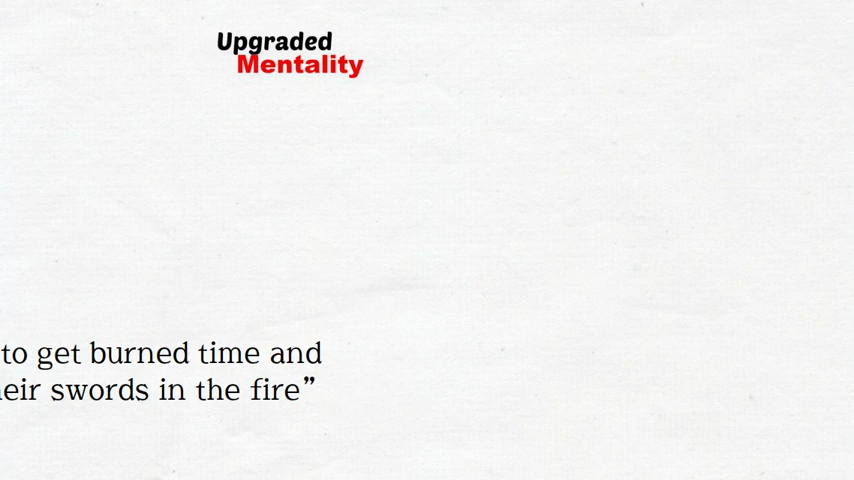 Upgraded
Mentality
to get burned time and
eir swords in the fire”